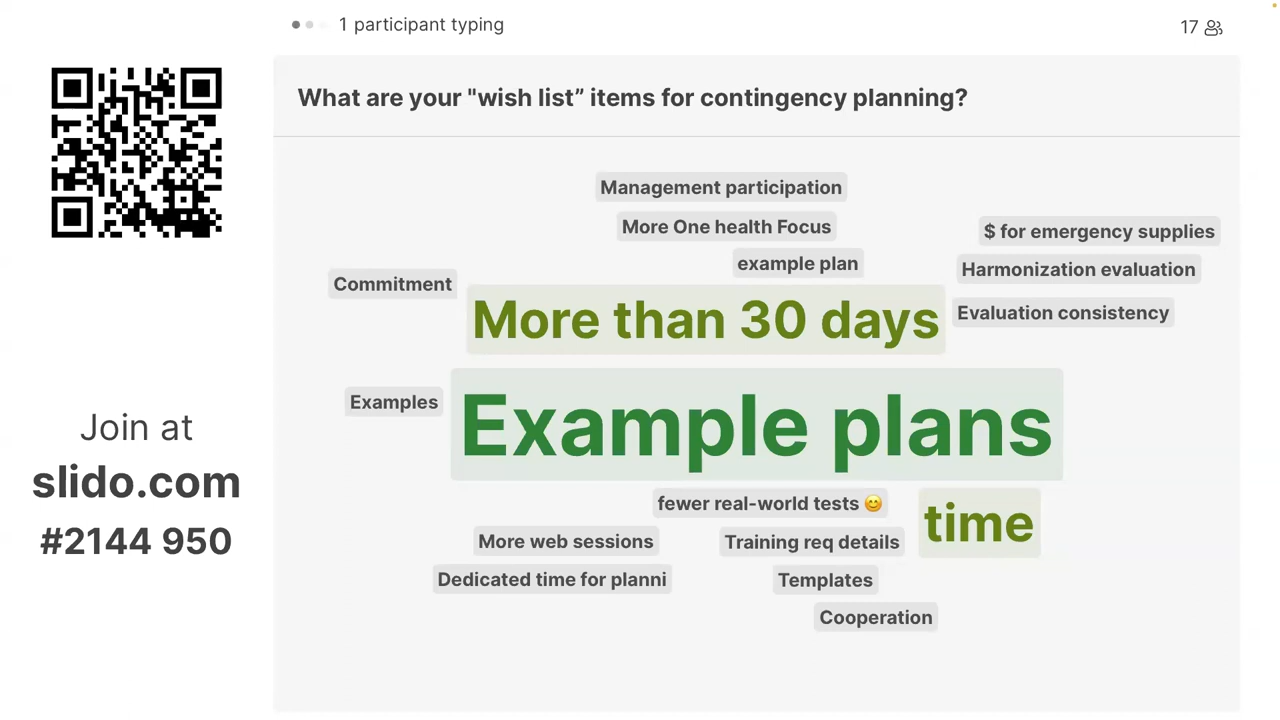 1 participant typing
17
What are your "wish list” items for contingency planning?
Management participation
More One health Focus
$ for emergency supplies
example plan
Harmonization evaluation
Commitment
More than 30 days
Evaluation consistency
Examples
Example plans
fewer real-world tests 😊
time
More web sessions
Training req details
Dedicated time for planni
Templates
Cooperation
Join at
slido.com
#2144 950